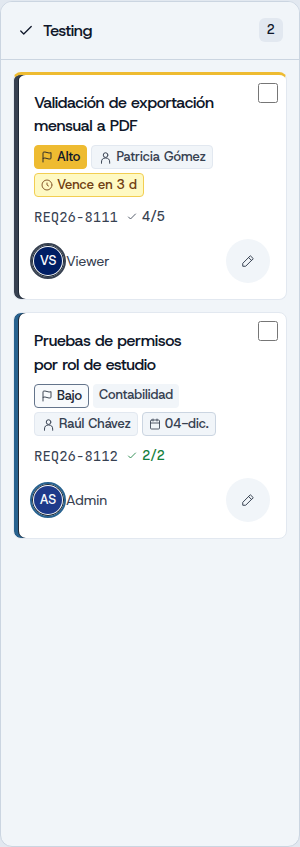 Testing 2
Validación de exportación
mensual a PDF
Alto Patricia Gómez
Vence en 3 d
REQ26-8111 4/5
VS Viewer
Pruebas de permisos
por rol de estudio
Bajo Contabilidad
Raúl Chávez 04-dic.
REQ26-8112 2/2
AS Admin